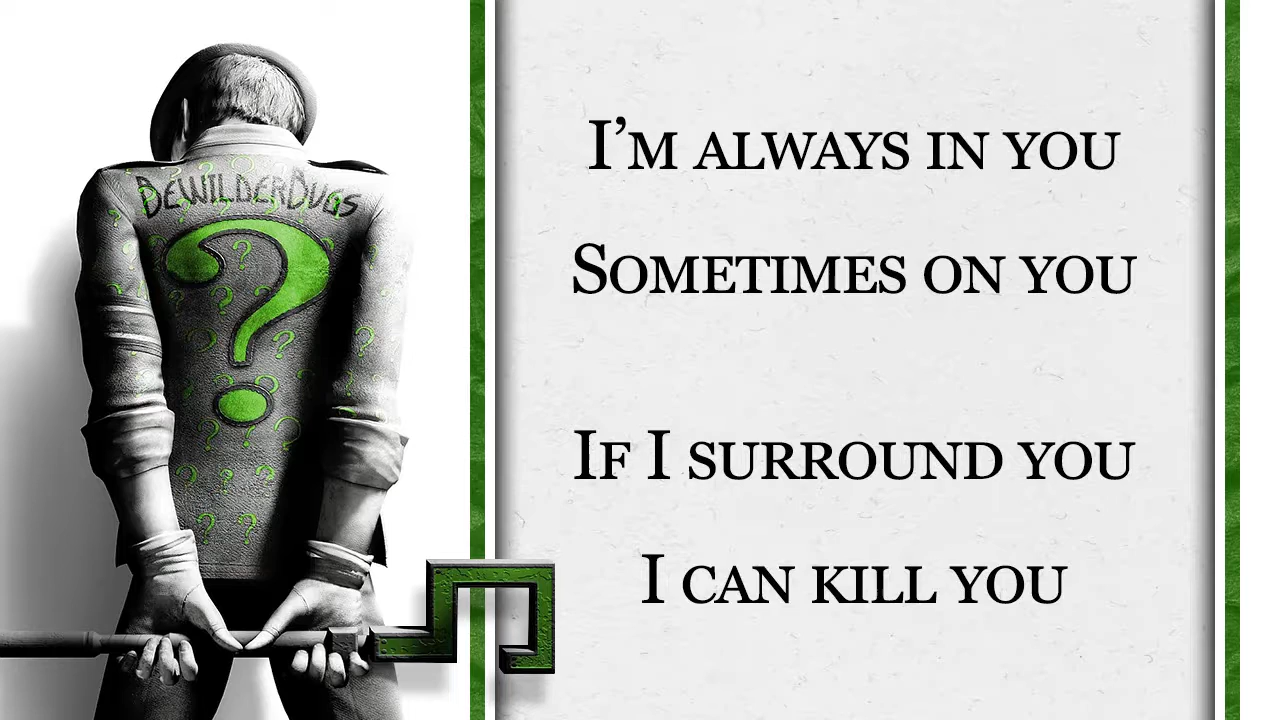 BewilderBugs
I'm always in you
Sometimes on you
If I surround you
I can kill you